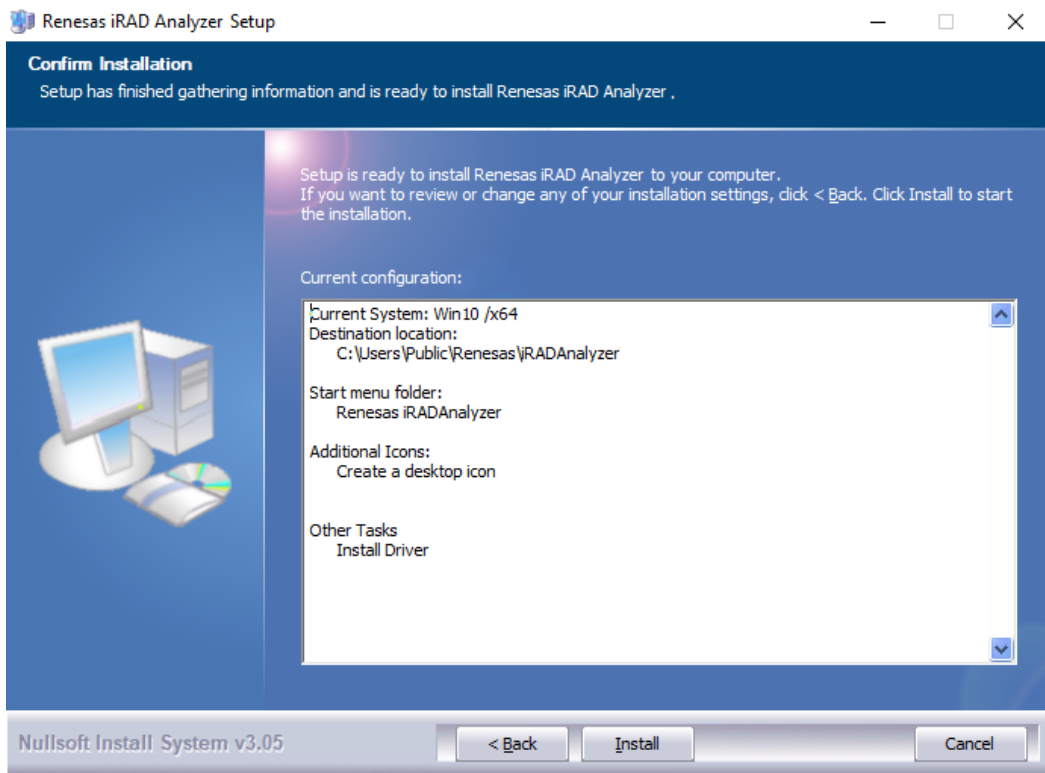 Renesas iRAD Analyzer Setup
Confirm Installation
Setup has finished gathering information and is ready to install Renesas iRAD Analyzer .
Setup is ready to install Renesas iRAD Analyzer to your computer.
If you want to review or change any of your installation settings, click < Back. Click Install to start
the installation.
Current configuration:
Current System: Win10 /x64
Destination location:
C:\Users\Public\Renesas\iRADAnalyzer
Start menu folder:
Renesas iRADAnalyzer
Additional Icons:
Create a desktop icon
Other Tasks
Install Driver
Nullsoft Install System v3.05
< Back
Install
Cancel